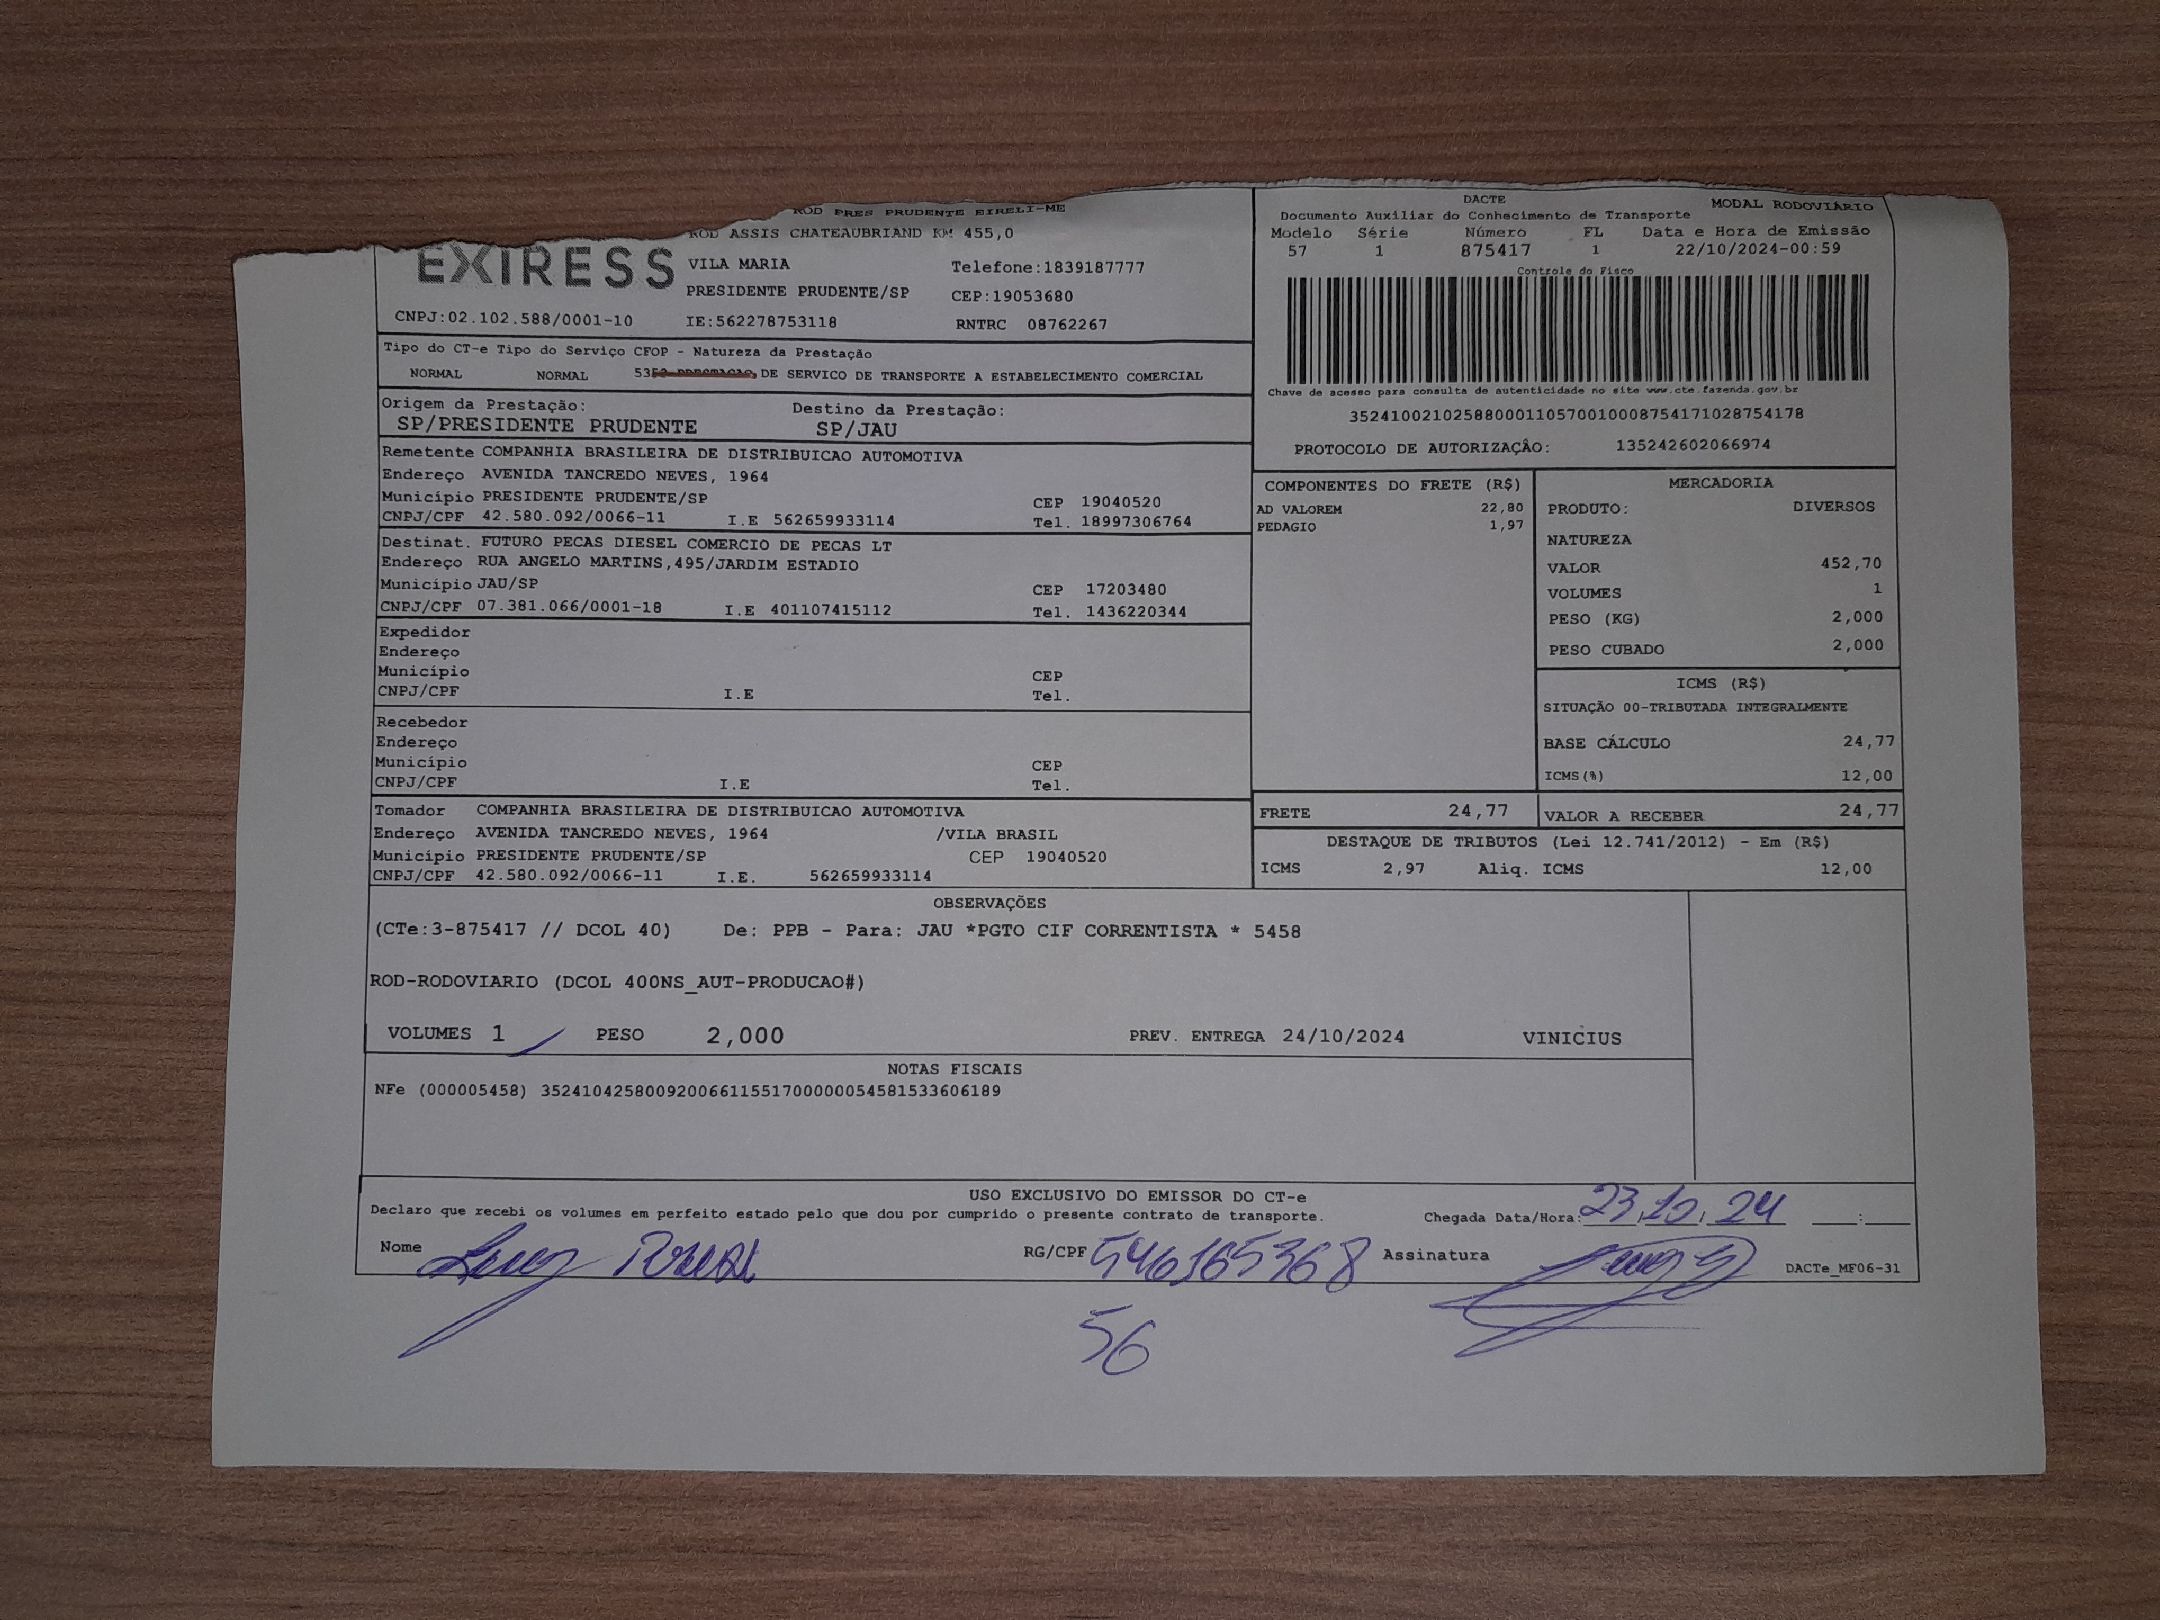 ROD PRES PRUDENTE EIRELI-ME
ROD ASSIS CHATEAUBRIAND KM 455,0
EXIRESS
VILA MARIA Telefone:1839187777
PRESIDENTE PRUDENTE/SP CEP:19053680
CNPJ:02.102.588/0001-10 IE:562278753118 RNTRC 08762267
DACTE
MODAL RODOVIÁRIO
Documento Auxiliar do Conhecimento de Transporte
Modelo Série Número FL Data e Hora de Emissão
57 1 875417 1 22/10/2024-00:59
Controle do Fisco
Chave de acesso para consulta de autenticidade no site www.cte.fazenda.gov.br
35241002102588000110570010008754171028754178
PROTOCOLO DE AUTORIZAÇÃO: 135242602066974
Tipo do CT-e Tipo do Serviço CFOP - Natureza da Prestação
NORMAL NORMAL 5353-PRESTACAO DE SERVICO DE TRANSPORTE A ESTABELECIMENTO COMERCIAL
Origem da Prestação: Destino da Prestação:
SP/PRESIDENTE PRUDENTE SP/JAU
Remetente COMPANHIA BRASILEIRA DE DISTRIBUICAO AUTOMOTIVA
Endereço AVENIDA TANCREDO NEVES, 1964
Município PRESIDENTE PRUDENTE/SP CEP 19040520
CNPJ/CPF 42.580.092/0066-11 I.E 562659933114 Tel. 18997306764
Destinat. FUTURO PECAS DIESEL COMERCIO DE PECAS LT
Endereço RUA ANGELO MARTINS,495/JARDIM ESTADIO
Município JAU/SP CEP 17203480
CNPJ/CPF 07.381.066/0001-18 I.E 401107415112 Tel. 1436220344
Expedidor
Endereço
Município CEP
CNPJ/CPF I.E Tel.
Recebedor
Endereço
Município CEP
CNPJ/CPF I.E Tel.
Tomador COMPANHIA BRASILEIRA DE DISTRIBUICAO AUTOMOTIVA
Endereço AVENIDA TANCREDO NEVES, 1964 /VILA BRASIL
Municipio PRESIDENTE PRUDENTE/SP CEP 19040520
CNPJ/CPF 42.580.092/0066-11 I.E. 562659933114
COMPONENTES DO FRETE (R$)
AD VALOREM 22,80
PEDAGIO 1,97
MERCADORIA
PRODUTO: DIVERSOS
NATUREZA
VALOR 452,70
VOLUMES 1
PESO (KG) 2,000
PESO CUBADO 2,000
ICMS (R$)
SITUAÇÃO 00-TRIBUTADA INTEGRALMENTE
BASE CÁLCULO 24,77
ICMS(%) 12,00
FRETE 24,77 VALOR A RECEBER 24,77
DESTAQUE DE TRIBUTOS (Lei 12.741/2012) - Em (R$)
ICMS 2,97 Aliq. ICMS 12,00
OBSERVAÇÕES
(CTe:3-875417 // DCOL 40) De: PPB - Para: JAU *PGTO CIF CORRENTISTA * 5458
ROD-RODOVIARIO (DCOL 400NS_AUT-PRODUCAO#)
VOLUMES 1 PESO 2,000 PREV. ENTREGA 24/10/2024 VINICIUS
NOTAS FISCAIS
NFe (000005458) 35241042580092006611551700000054581533606189
USO EXCLUSIVO DO EMISSOR DO CT-e
Declaro que recebi os volumes em perfeito estado pelo que dou por cumprido o presente contrato de transporte. Chegada Data/Hora: 23/10/24 __:__
Nome RG/CPF 546165368 Assinatura DACTe_MF06-31
56